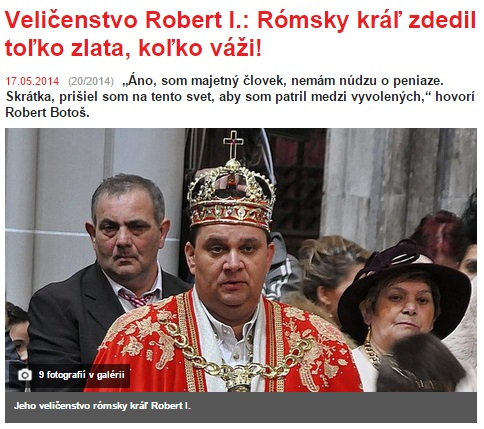 Veličenstvo Robert I.: Rómsky kráľ zdedil
toľko zlata, koľko váži!
17.05.2014 (20/2014) „Áno, som majetný človek, nemám núdzu o peniaze.
Skrátka, prišiel som na tento svet, aby som patril medzi vyvolených,“ hovorí
Robert Botoš.
9 fotografií v galérii
Jeho veličenstvo rómsky kráľ Robert I.